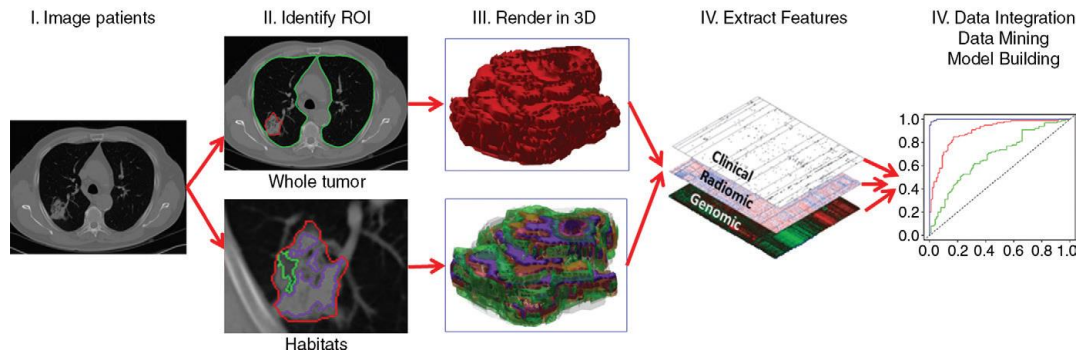 I. Image patients
II. Identify ROI
III. Render in 3D
IV. Extract Features
IV. Data Integration
Data Mining
Model Building
Whole tumor
Habitats
Clinical
Radiomic
Genomic
1.0
0.8
0.6
0.4
0.2
0.0
0.0 0.2 0.4 0.6 0.8 1.0